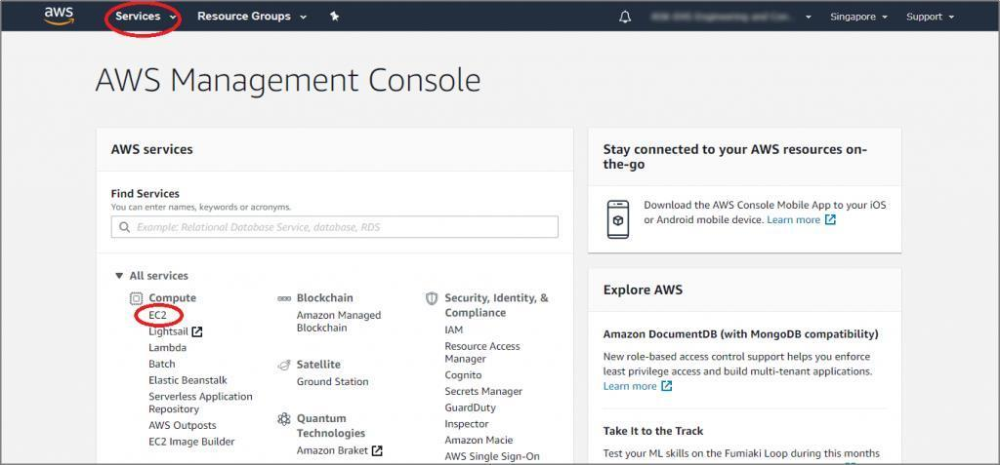 aws
Services
Resource Groups
Singapore
Support
AWS Management Console
AWS services
Find Services
You can enter names, keywords or acronyms.
Example: Relational Database Service, database, RDS
All services
Compute
EC2
Lightsail
Lambda
Batch
Elastic Beanstalk
Serverless Application
Repository
AWS Outposts
EC2 Image Builder
Blockchain
Amazon Managed
Blockchain
Satellite
Ground Station
Quantum
Technologies
Amazon Braket
Security, Identity, &
Compliance
IAM
Resource Access
Manager
Cognito
Secrets Manager
GuardDuty
Inspector
Amazon Macie
AWS Single Sign-On
Stay connected to your AWS resources on-
the-go
Download the AWS Console Mobile App to your iOS
or Android mobile device. Learn more
Explore AWS
Amazon DocumentDB (with MongoDB compatibility)
New role-based access control support helps you enforce
least privilege access and build multi-tenant applications.
Learn more
Take It to the Track
Test your ML skills on the Fumiaki Loop during this months